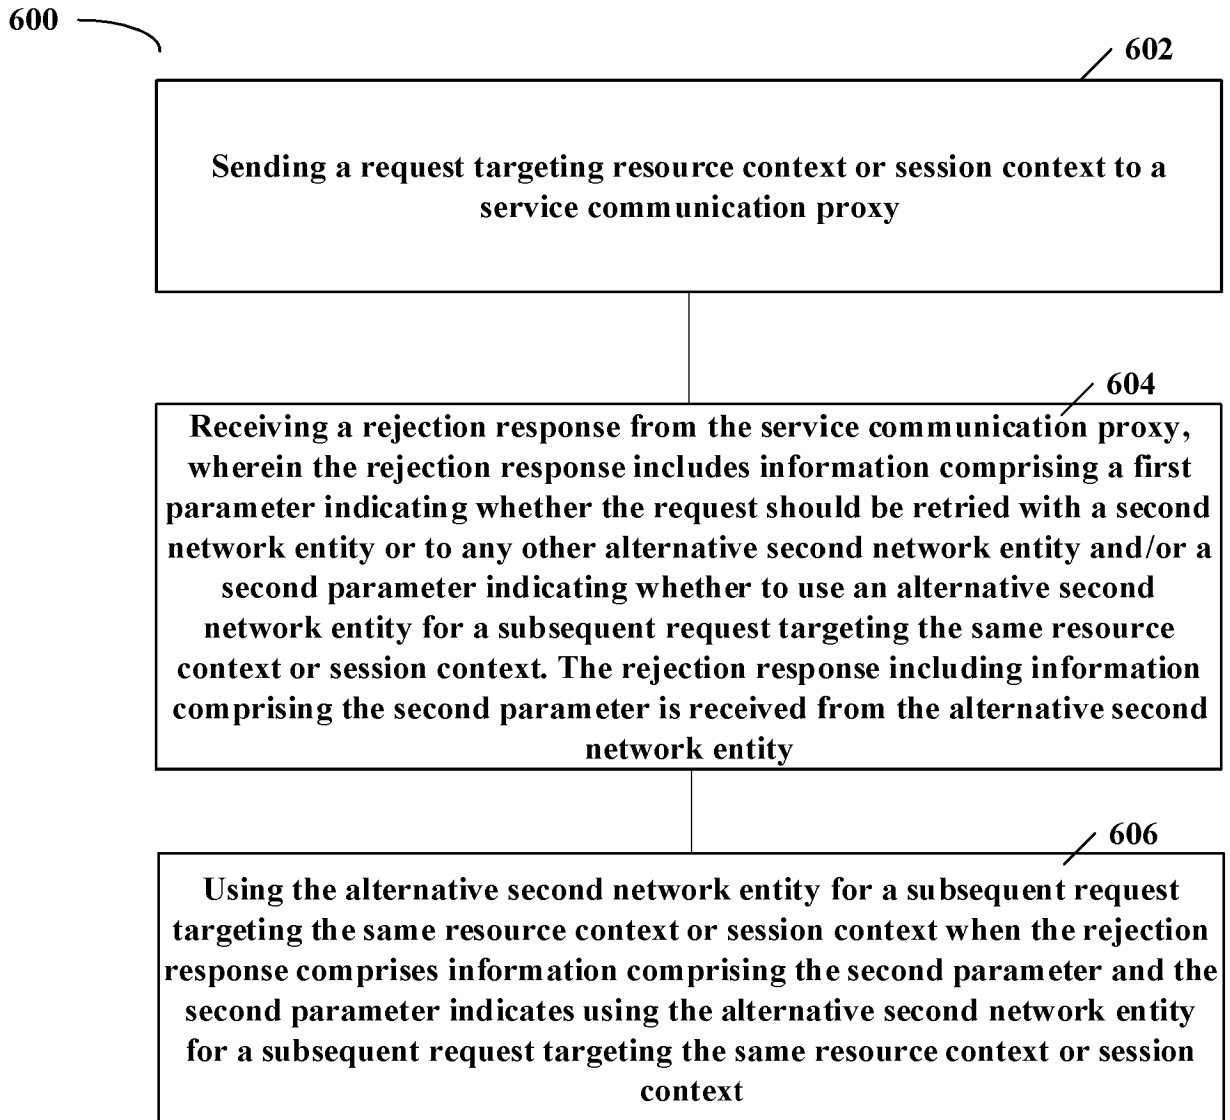 600
602
Sending a request targeting resource context or session context to a
service communication proxy
604
Receiving a rejection response from the service communication proxy,
wherein the rejection response includes information comprising a first
parameter indicating whether the request should be retried with a second
network entity or to any other alternative second network entity and/or a
second parameter indicating whether to use an alternative second
network entity for a subsequent request targeting the same resource
context or session context. The rejection response including information
comprising the second parameter is received from the alternative second
network entity
606
Using the alternative second network entity for a subsequent request
targeting the same resource context or session context when the rejection
response comprises information comprising the second parameter and the
second parameter indicates using the alternative second network entity
for a subsequent request targeting the same resource context or session
context